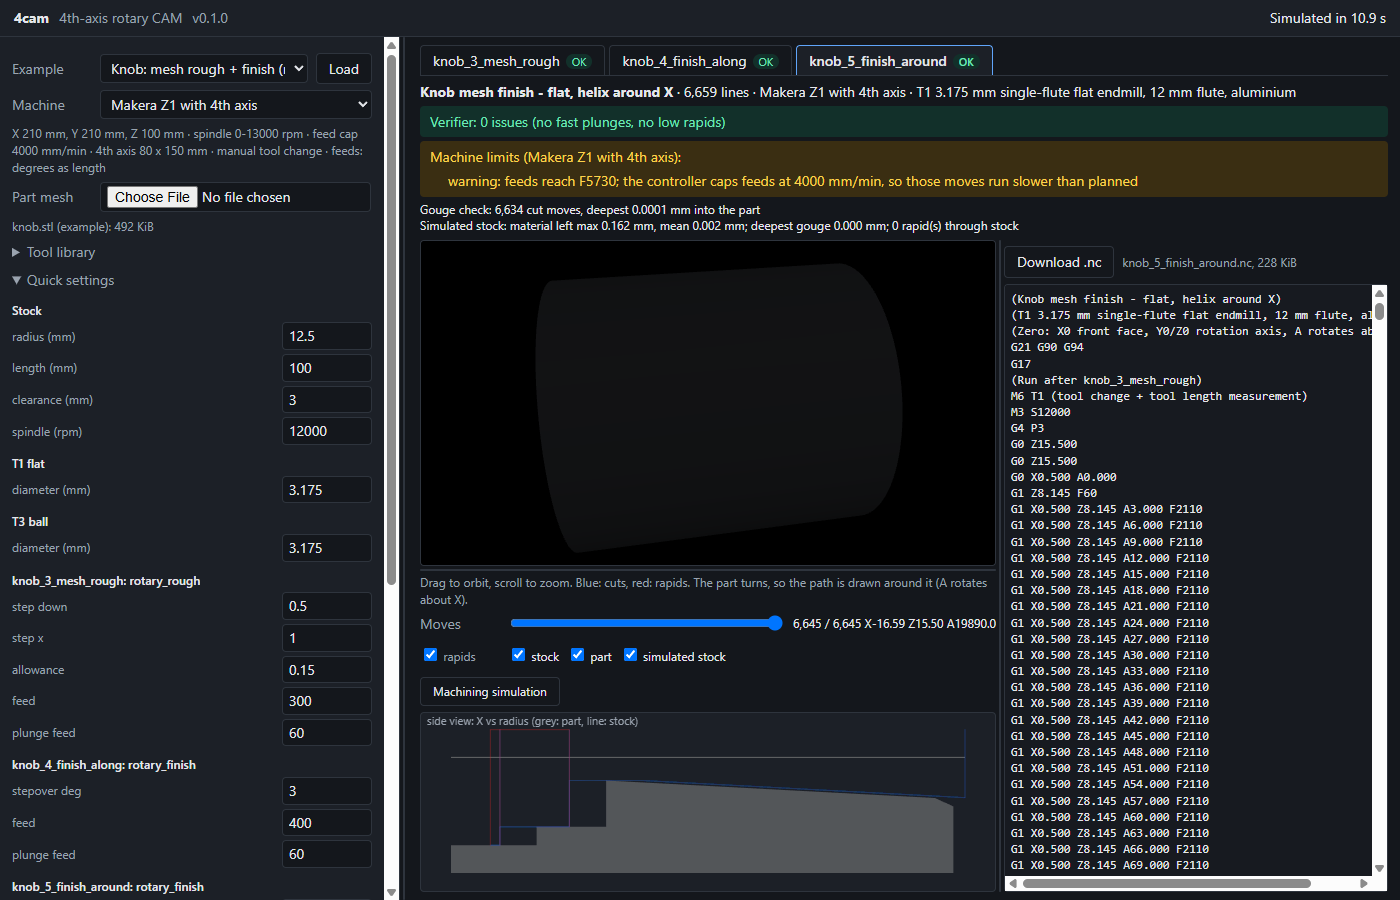 4cam 4th-axis rotary CAM v0.1.0
Simulated in 10.9 s
Example Knob: mesh rough + finish (r Load
Machine Makera Z1 with 4th axis
X 210 mm, Y 210 mm, Z 100 mm · spindle 0-13000 rpm · feed cap
4000 mm/min · 4th axis 80 x 150 mm · manual tool change · feeds:
degrees as length
Part mesh Choose File No file chosen
knob.stl (example): 492 KiB
▶ Tool library
▼ Quick settings
Stock
radius (mm) 12.5
length (mm) 100
clearance (mm) 3
spindle (rpm) 12000
T1 flat
diameter (mm) 3.175
T3 ball
diameter (mm) 3.175
knob_3_mesh_rough: rotary_rough
step down 0.5
step x 1
allowance 0.15
feed 300
plunge feed 60
knob_4_finish_along: rotary_finish
stepover deg 3
feed 400
plunge feed 60
knob_5_finish_around: rotary_finish
knob_3_mesh_rough OK knob_4_finish_along OK knob_5_finish_around OK
Knob mesh finish - flat, helix around X) · 6,659 lines · Makera Z1 with 4th axis · T1 3.175 mm single-flute flat endmill, 12 mm flute, aluminium
Verifier: 0 issues (no fast plunges, no low rapids)
Machine limits (Makera Z1 with 4th axis):
warning: feeds reach F5730; the controller caps feeds at 4000 mm/min, so those moves run slower than planned
Gouge check: 6,634 cut moves, deepest 0.0001 mm into the part
Simulated stock: material left max 0.162 mm, mean 0.002 mm; deepest gouge 0.000 mm; 0 rapid(s) through stock
Drag to orbit, scroll to zoom. Blue: cuts, red: rapids. The part turns, so the path is drawn around it (A rotates
about X).
Moves 6,645 / 6,645 X-16.59 Z15.50 A19890.0
rapids stock part simulated stock
Machining simulation
side view: X vs radius (grey: part, line: stock)
Download .nc knob_5_finish_around.nc, 228 KiB
(Knob mesh finish - flat, helix around X)
(T1 3.175 mm single-flute flat endmill, 12 mm flute, al
(Zero: X0 front face, Y0/Z0 rotation axis, A rotates ab
G21 G90 G94
G17
(Run after knob_3_mesh_rough)
M6 T1 (tool change + tool length measurement)
M3 S12000
G4 P3
G0 Z15.500
G0 Z15.500
G0 X0.500 A0.000
G1 Z8.145 F60
G1 X0.500 Z8.145 A3.000 F2110
G1 X0.500 Z8.145 A6.000 F2110
G1 X0.500 Z8.145 A9.000 F2110
G1 X0.500 Z8.145 A12.000 F2110
G1 X0.500 Z8.145 A15.000 F2110
G1 X0.500 Z8.145 A18.000 F2110
G1 X0.500 Z8.145 A21.000 F2110
G1 X0.500 Z8.145 A24.000 F2110
G1 X0.500 Z8.145 A27.000 F2110
G1 X0.500 Z8.145 A30.000 F2110
G1 X0.500 Z8.145 A33.000 F2110
G1 X0.500 Z8.145 A36.000 F2110
G1 X0.500 Z8.145 A39.000 F2110
G1 X0.500 Z8.145 A42.000 F2110
G1 X0.500 Z8.145 A45.000 F2110
G1 X0.500 Z8.145 A48.000 F2110
G1 X0.500 Z8.145 A51.000 F2110
G1 X0.500 Z8.145 A54.000 F2110
G1 X0.500 Z8.145 A57.000 F2110
G1 X0.500 Z8.145 A60.000 F2110
G1 X0.500 Z8.145 A63.000 F2110
G1 X0.500 Z8.145 A66.000 F2110
G1 X0.500 Z8.145 A69.000 F2110